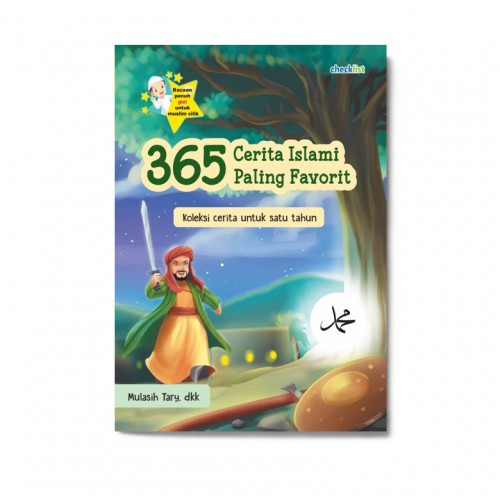 checklist
Bacaan
penuh
gizi
untuk
muslim cilik
365 Cerita Islami
Paling Favorit
Koleksi cerita untuk satu tahun
محمد
Mulasih Tary, dkk